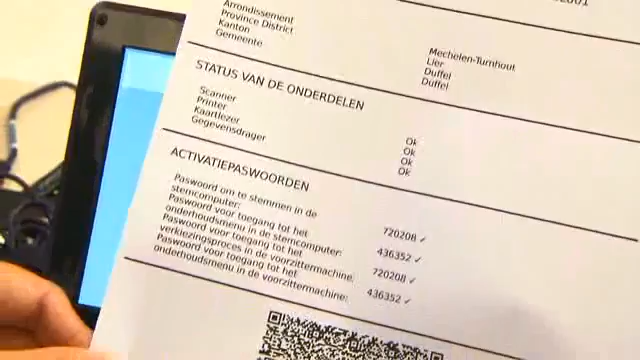 Arrondissement
Province District
Kanton
Gemeente
Mechelen-Turnhout
Lier
Duffel
Duffel
STATUS VAN DE ONDERDELEN
Scanner
Printer
Kaartlezer
Gegevensdrager
Ok
Ok
Ok
Ok
ACTIVATIEPASWOORDEN
Paswoord om te stemmen in de
stemcomputer:
720208 ✓
Paswoord voor toegang tot het
onderhoudsmenu in de stemcomputer:
436352 ✓
Paswoord voor toegang tot het
verkiezingsproces in de voorzittermachine:
720208 ✓
Paswoord voor toegang tot het
onderhoudsmenu in de voorzittermachine:
436352 ✓